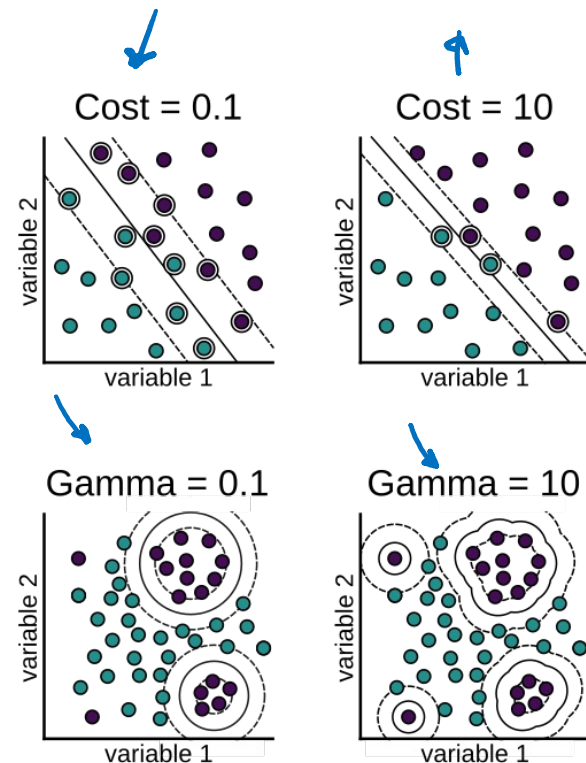 Cost = 0.1
Cost = 10
variable 2
variable 2
variable 1
variable 1
Gamma = 0.1
Gamma = 10
variable 2
variable 2
variable 1
variable 1